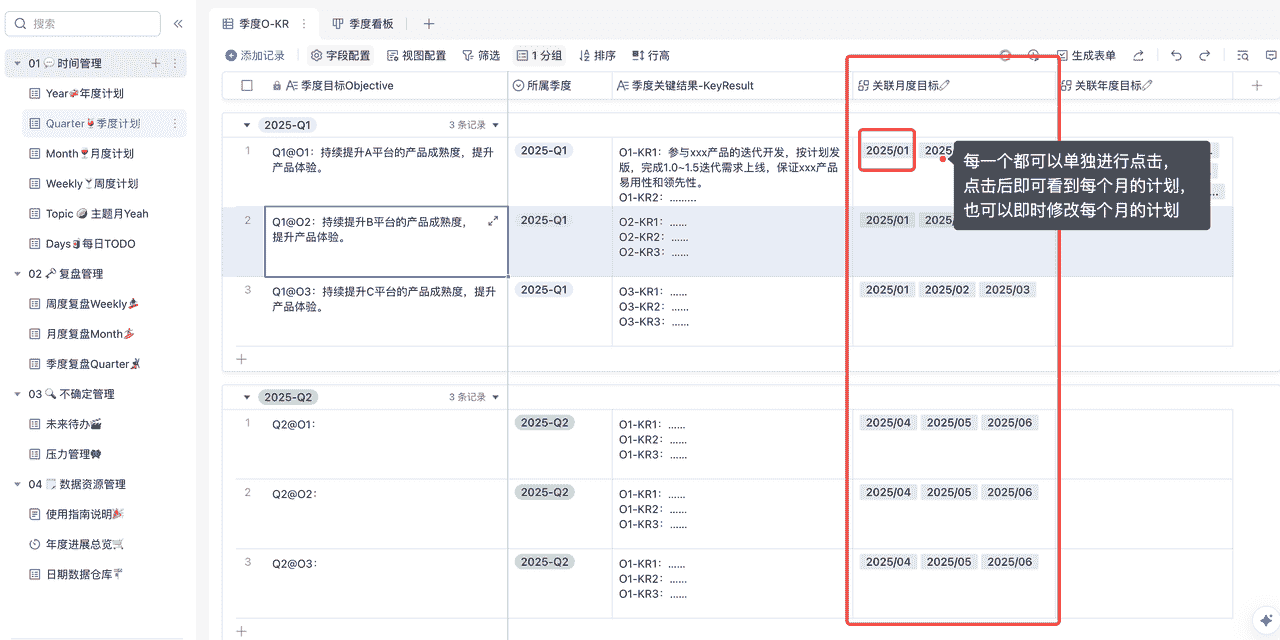 搜索
01 💬 时间管理
Year年度计划
Quarter🍹季度计划
Month🍷月度计划
Weekly🍸周度计划
Topic 主题月Yeah
Days每日TODO
02 复盘管理
周度复盘Weekly
月度复盘Month
季度复盘Quarter
03 🔍 不确定管理
未来待办
压力管理
04 数据资源管理
使用指南说明🎉
年度进展总览
日期数据仓库
季度O-KR
季度看板
添加记录
字段配置
视图配置
筛选
1 分组
排序
行高
生成表单
季度目标Objective
所属季度
季度关键结果-KeyResult
关联月度目标
关联年度目标
2025-Q1
3 条记录
1
Q1@O1：持续提升A平台的产品成熟度，提升
产品体验。
2025-Q1
O1-KR1：参与xxx产品的迭代开发，按计划发
版，完成1.0~1.5迭代需求上线，保证xxx产品
易用性和领先性。
O1-KR2：………
2025/01
2025
每一个都可以单独进行点击，
点击后即可看到每个月的计划，
也可以即时修改每个月的计划
2
Q1@O2：持续提升B平台的产品成熟度，
提升产品体验。
2025-Q1
O2-KR1：……
O2-KR2：……
O2-KR3：……
2025/01
2025/
3
Q1@O3：持续提升C平台的产品成熟度，提升
产品体验。
2025-Q1
O3-KR1：……
O3-KR2：……
O3-KR3：……
2025/01 2025/02 2025/03
2025-Q2
3 条记录
1
Q2@O1：
2025-Q2
O1-KR1：……
O1-KR2：……
O1-KR3：……
2025/04 2025/05 2025/06
2
Q2@O2：
2025-Q2
O1-KR1：……
O1-KR2：……
O1-KR3：……
2025/04 2025/05 2025/06
3
Q2@O3：
2025-Q2
O1-KR1：……
O1-KR2：……
O1-KR3：……
2025/04 2025/05 2025/06